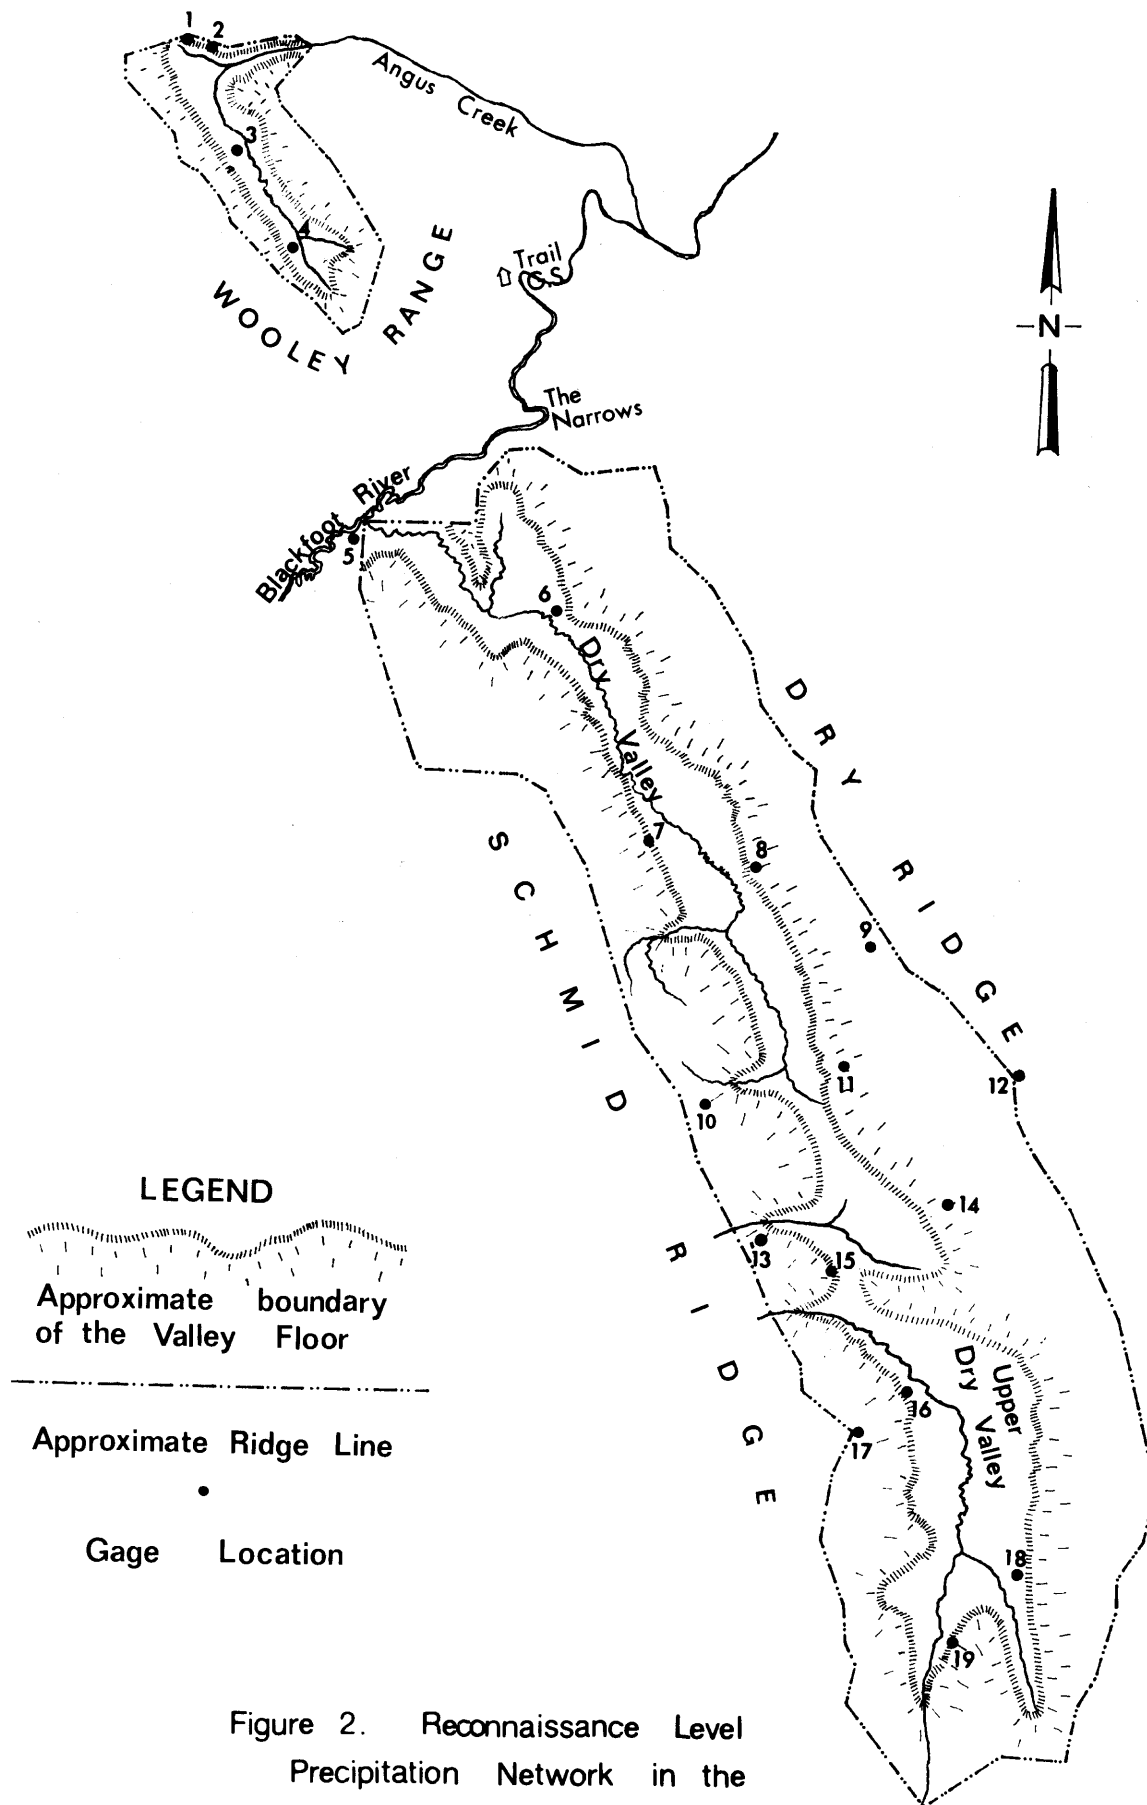 1
2
Angus Creek
3
4
WOOLEY RANGE
Trail
G.S.
N
The
Narrows
Blackfoot River
5
6
Dry Valley
DRY RIDGE
7
8
9
SCHMID RIDGE
10
11
12
LEGEND
Approximate boundary
of the Valley Floor
Approximate Ridge Line
Gage Location
13
14
15
Upper
Dry Valley
16
17
18
19
Figure 2. Reconnaissance Level
Precipitation Network in the